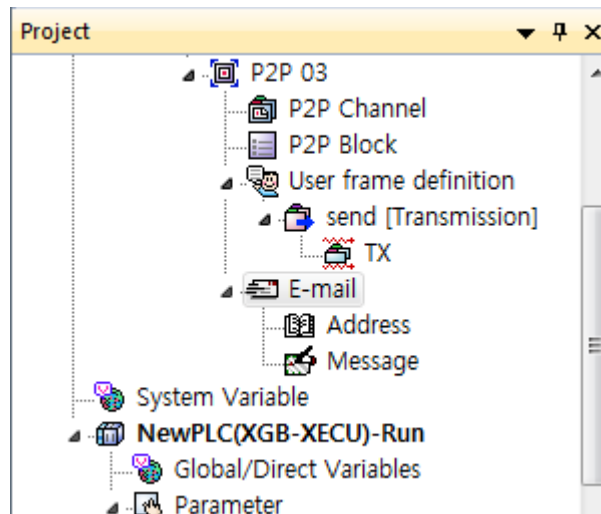 Project
P2P 03
P2P Channel
P2P Block
User frame definition
send [Transmission]
TX
E-mail
Address
Message
System Variable
NewPLC(XGB-XECU)-Run
Global/Direct Variables
Parameter